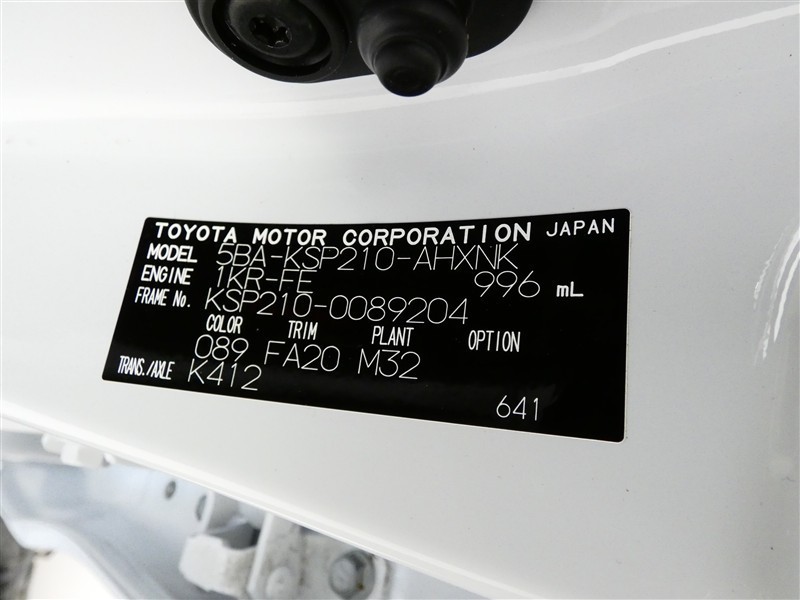 TOYOTA MOTOR CORPORATION JAPAN
MODEL 5BA-KSP210-AHXNK
ENGINE 1KR-FE 996 mL
FRAME No. KSP210-0089204
COLOR TRIM PLANT OPTION
089 FA20 M32
TRANS./AXLE K412
641